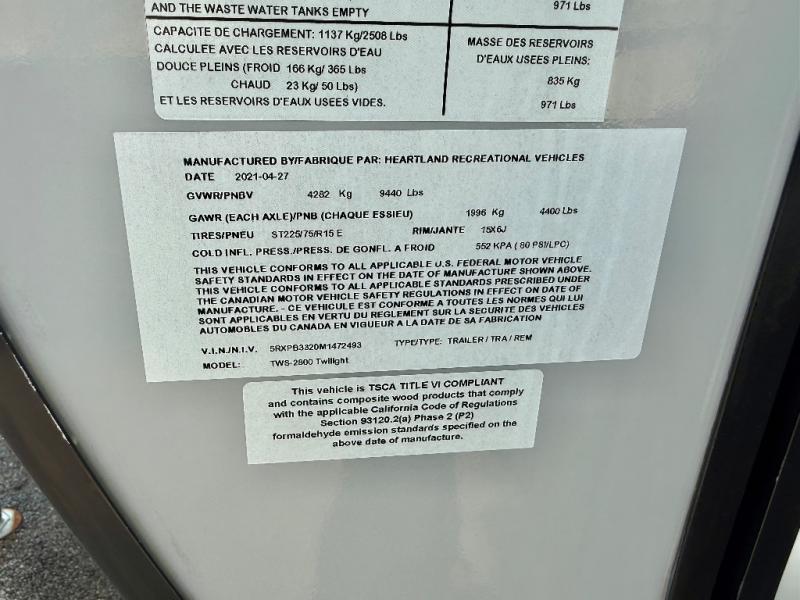 AND THE WASTE WATER TANKS EMPTY
971 Lbs
CAPACITE DE CHARGEMENT: 1137 Kg/2508 Lbs
CALCULEE AVEC LES RESERVOIRS D'EAU
DOUCE PLEINS (FROID 166 Kg/ 365 Lbs
CHAUD 23 Kg/ 50 Lbs)
ET LES RESERVOIRS D'EAUX USEES VIDES.
MASSE DES RESERVOIRS
D'EAUX USEES PLEINS:
835 Kg
971 Lbs
MANUFACTURED BY/FABRIQUE PAR: HEARTLAND RECREATIONAL VEHICLES
DATE 2021-04-27
GVWR/PNBV 4282 Kg 9440 Lbs
GAWR (EACH AXLE)/PNB (CHAQUE ESSIEU) 1996 Kg 4400 Lbs
TIRES/PNEU ST225/75/R15 E RIM/JANTE 15X6J
COLD INFL. PRESS./PRESS. DE GONFL. A FROID 552 KPA ( 80 PSI/LPC)
THIS VEHICLE CONFORMS TO ALL APPLICABLE U.S. FEDERAL MOTOR VEHICLE
SAFETY STANDARDS IN EFFECT ON THE DATE OF MANUFACTURE SHOWN ABOVE.
THIS VEHICLE CONFORMS TO ALL APPLICABLE STANDARDS PRESCRIBED UNDER
THE CANADIAN MOTOR VEHICLE SAFETY REGULATIONS IN EFFECT ON DATE OF
MANUFACTURE. - CE VEHICULE EST CONFORME A TOUTES LES NORMES QUI LUI
SONT APPLICABLES EN VERTU DU REGLEMENT SUR LA SECURITE DES VEHICLES
AUTOMOBILES DU CANADA EN VIGUEUR A LA DATE DE SA FABRICATION
V.I.N./N.I.V. 5RXPB3320M1472493 TYPE/TYPE: TRAILER / TRA / REM
MODEL: TWS-2800 Twilight
This vehicle is TSCA TITLE VI COMPLIANT
and contains composite wood products that comply
with the applicable California Code of Regulations
Section 93120.2(a) Phase 2 (P2)
formaldehyde emission standards specified on the
above date of manufacture.